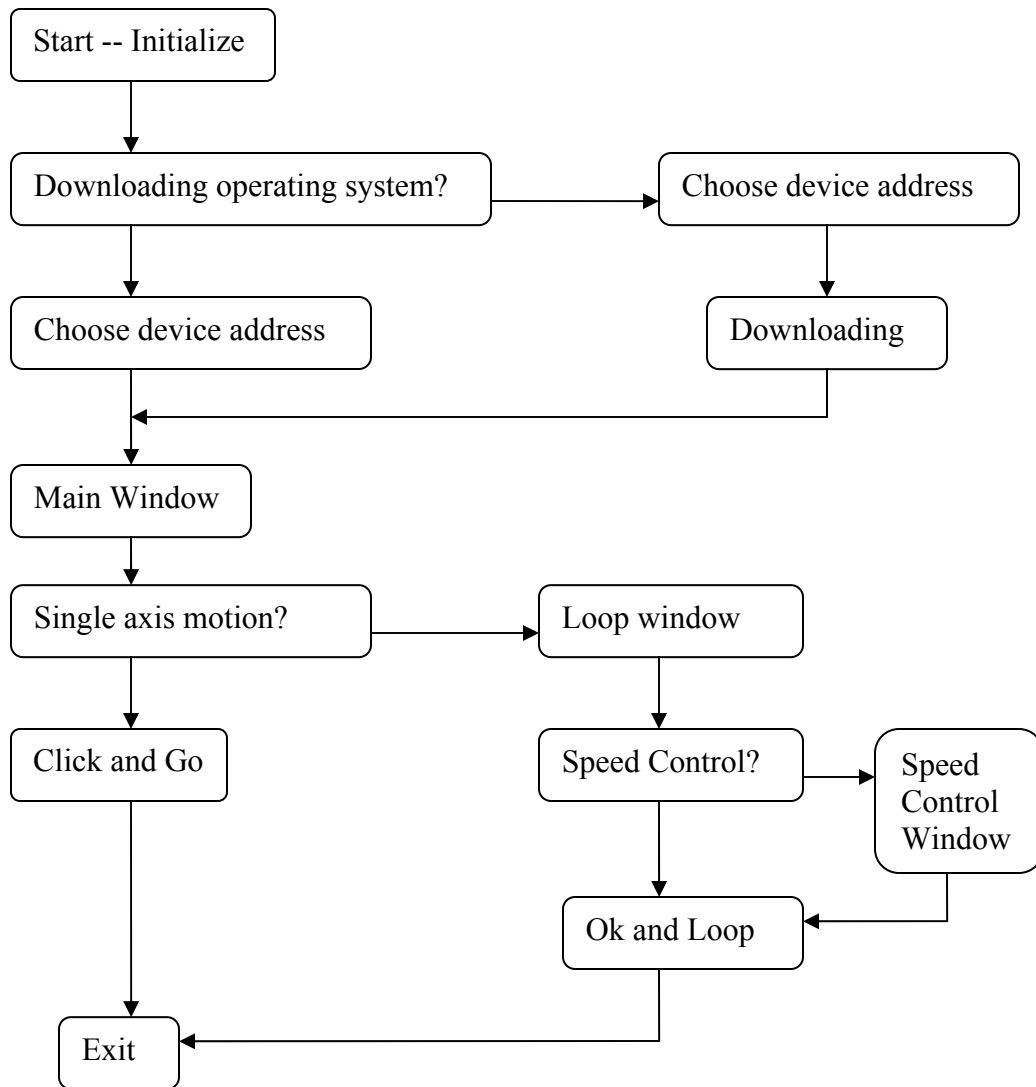 Start -- Initialize
Downloading operating system?
Choose device address
Choose device address
Downloading
Main Window
Single axis motion?
Loop window
Click and Go
Speed Control?
Speed
Control
Window
Ok and Loop
Exit